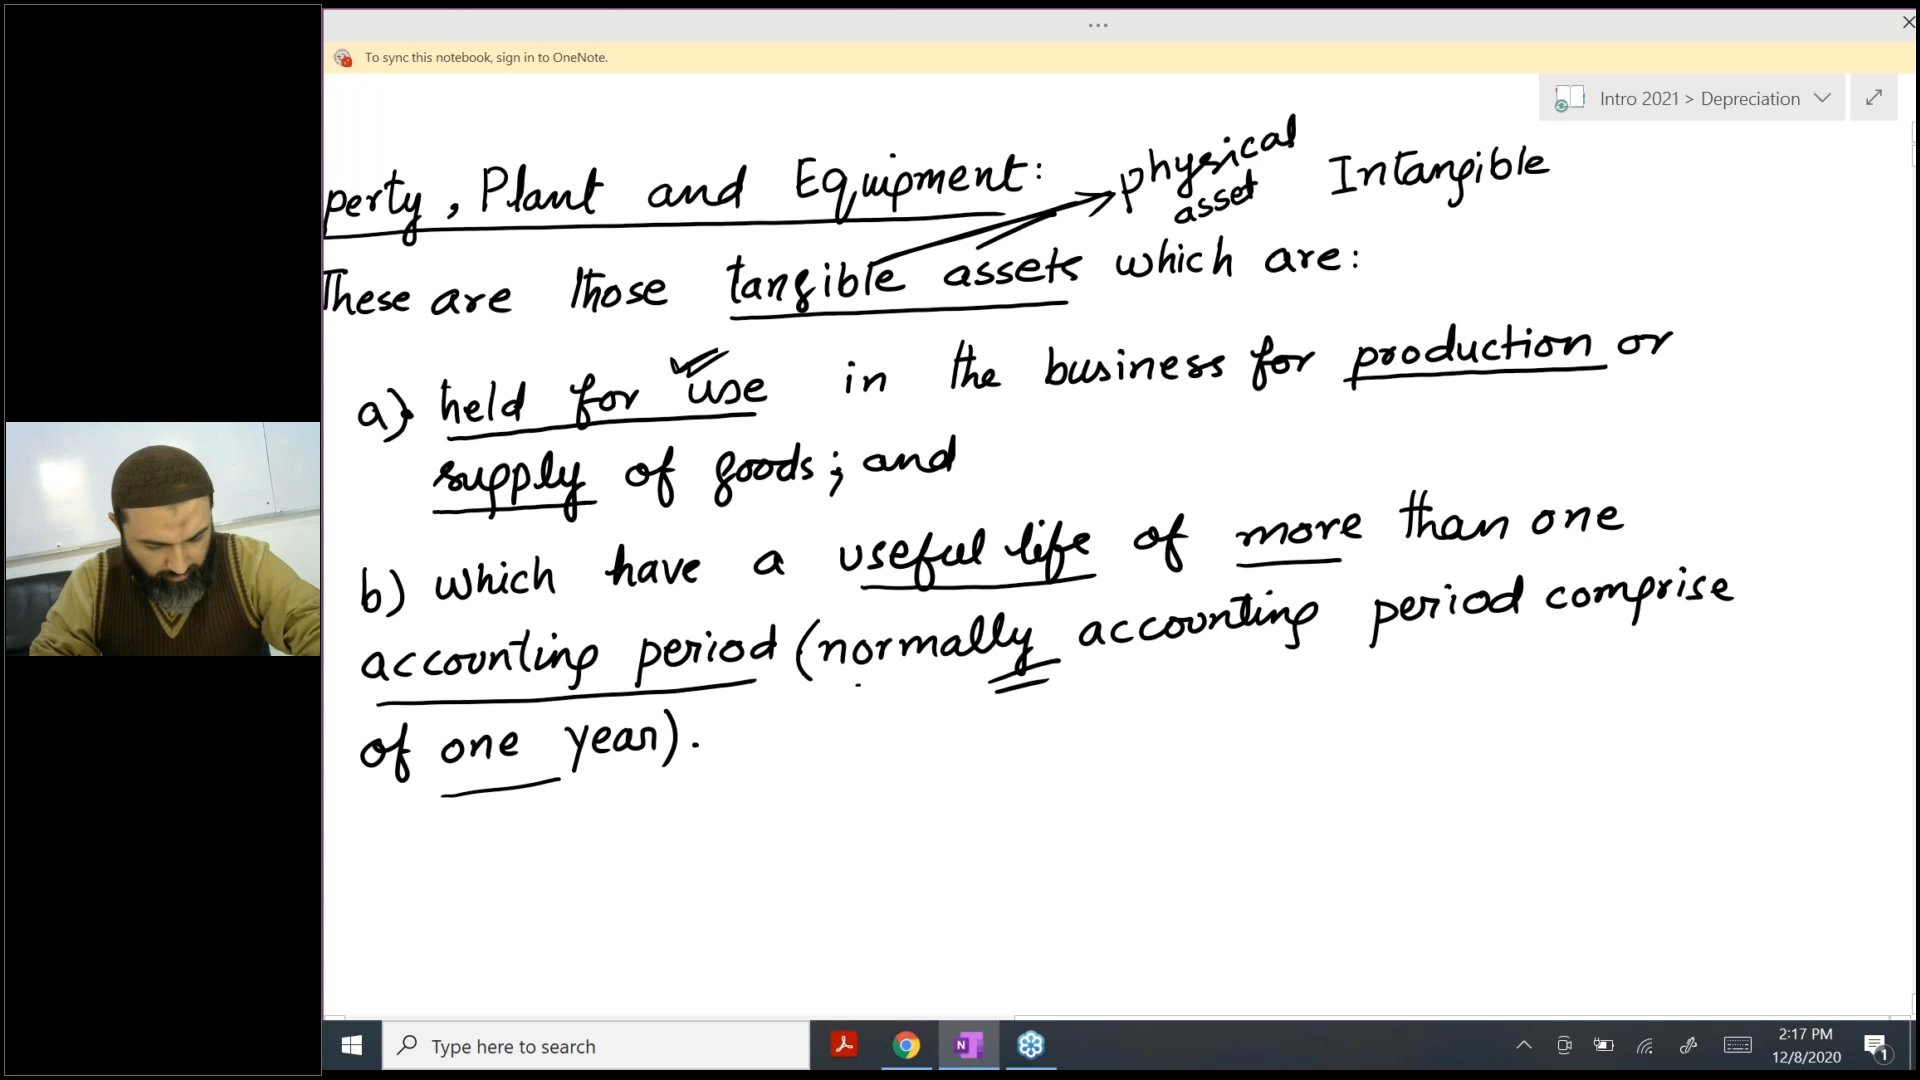 ...
To sync this notebook, sign in to OneNote.
Intro 2021 > Depreciation
perty, Plant and Equipment:
physical asset
Intangible
These are those tangible assets which are:
a) held for use in the business for production or
supply of goods; and
b) which have a useful life of more than one
accounting period (normally accounting period comprise
of one year).
Type here to search
2:17 PM
12/8/2020
1